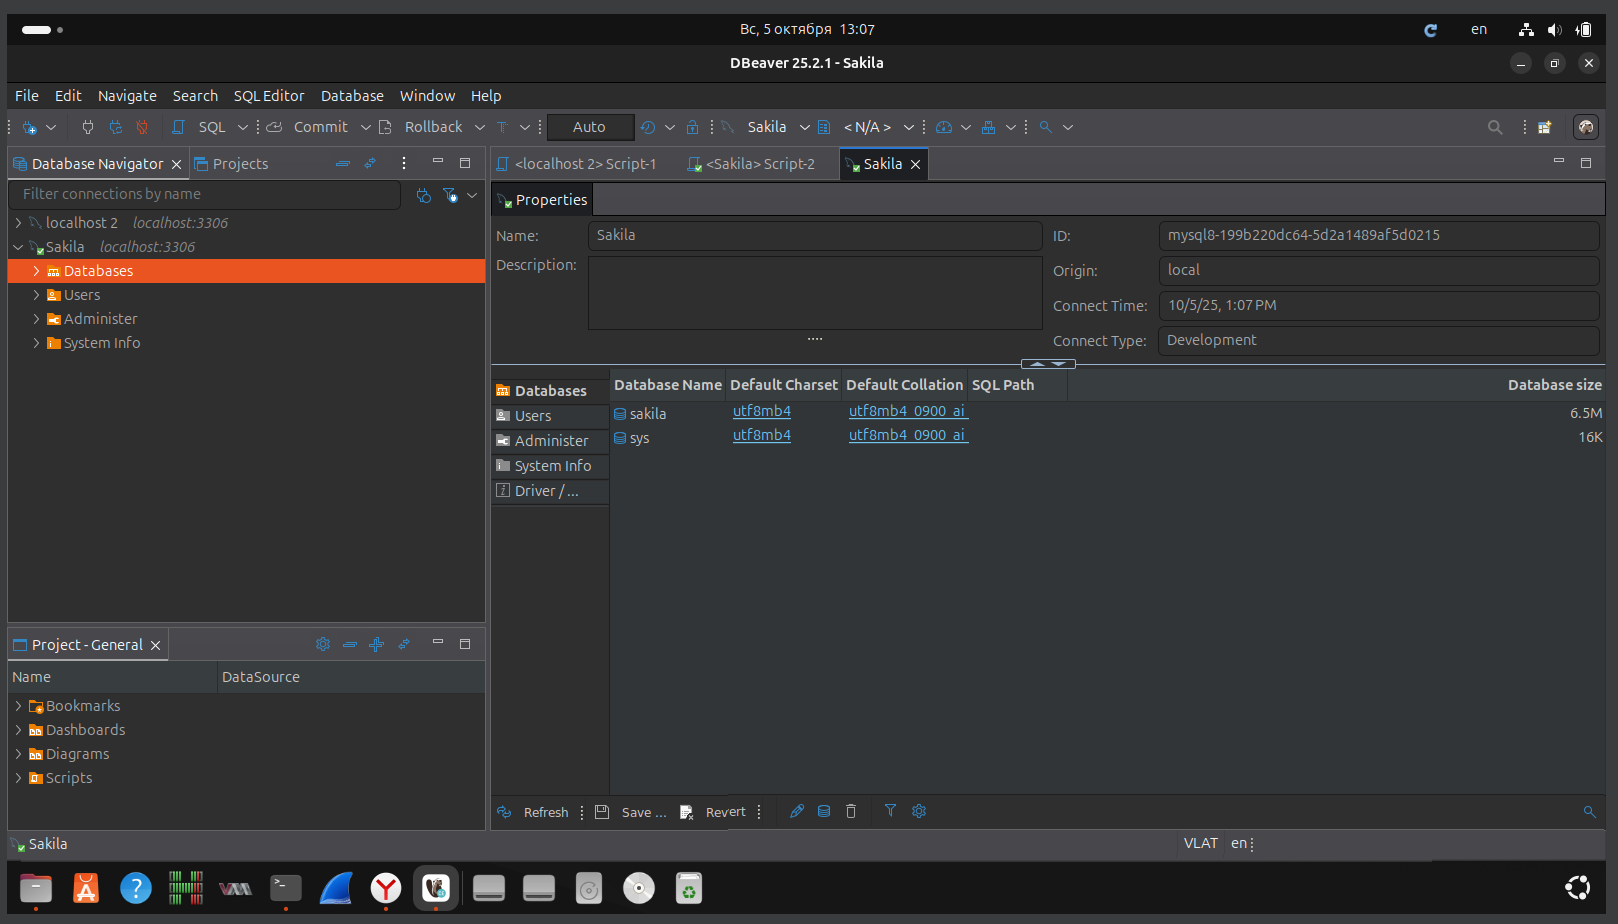 Вс, 5 октября 13:07
en
DBeaver 25.2.1 - Sakila
File Edit Navigate Search SQL Editor Database Window Help
SQL Commit Rollback T Auto Sakila < N/A >
Database Navigator Projects
<localhost 2> Script-1 <Sakila> Script-2 Sakila
Filter connections by name
localhost 2 localhost:3306
Sakila localhost:3306
Databases
Users
Administer
System Info
Properties
Name: Sakila
Description:
ID: mysql8-199b220dc64-5d2a1489af5d0215
Origin: local
Connect Time: 10/5/25, 1:07 PM
Connect Type: Development
Databases
Users
Administer
System Info
Driver / ...
Database Name Default Charset Default Collation SQL Path Database size
sakila utf8mb4 utf8mb4_0900_ai_ 6.5M
sys utf8mb4 utf8mb4_0900_ai_ 16K
Project - General
Name DataSource
Bookmarks
Dashboards
Diagrams
Scripts
Refresh Save ... Revert
Sakila
VLAT en